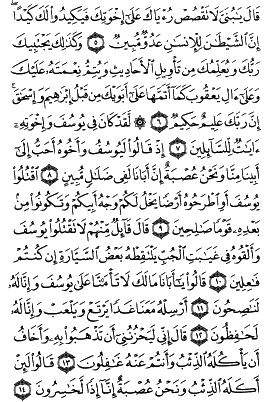 قَالَ يَٰبُنَيَّ لَا تَقْصُصْ رُءْيَاكَ عَلَىٰٓ إِخْوَتِكَ فَيَكِيدُوا۟ لَكَ كَيْدًا ۖ
إِنَّ ٱلشَّيْطَٰنَ لِلْإِنسَٰنِ عَدُوٌّ مُّبِينٌ ٥ وَكَذَٰلِكَ يَجْتَبِيكَ
رَبُّكَ وَيُعَلِّمُكَ مِن تَأْوِيلِ ٱلْأَحَادِيثِ وَيُتِمُّ نِعْمَتَهُۥ عَلَيْكَ
وَعَلَىٰٓ ءَالِ يَعْقُوبَ كَمَآ أَتَمَّهَا عَلَىٰٓ أَبَوَيْكَ مِن قَبْلُ إِبْرَٰهِيمَ وَإِسْحَٰقَ ۚ
إِنَّ رَبَّكَ عَلِيمٌ حَكِيمٌ ٦ ۞ لَّقَدْ كَانَ فِى يُوسُفَ وَإِخْوَتِهِۦٓ
ءَايَٰتٌ لِّلسَّآئِلِينَ ٧ إِذْ قَالُوا۟ لَيُوسُفُ وَأَخُوهُ أَحَبُّ إِلَىٰٓ
أَبِينَا مِنَّا وَنَحْنُ عُصْبَةٌ إِنَّ أَبَانَا لَفِى ضَلَٰلٍ مُّبِينٍ ٨ ٱقْتُلُوا۟
يُوسُفَ أَوِ ٱطْرَحُوهُ أَرْضًا يَخْلُ لَكُمْ وَجْهُ أَبِيكُمْ وَتَكُونُوا۟ مِنۢ
بَعْدِهِۦ قَوْمًا صَٰلِحِينَ ٩ قَالَ قَآئِلٌ مِّنْهُمْ لَا تَقْتُلُوا۟ يُوسُفَ
وَأَلْقُوهُ فِى غَيَٰبَتِ ٱلْجُبِّ يَلْتَقِطْهُ بَعْضُ ٱلسَّيَّارَةِ إِن كُنتُمْ
فَٰعِلِينَ ١٠ قَالُوا۟ يَٰٓأَبَانَا مَا لَكَ لَا تَأْمَ۫نَّا عَلَىٰ يُوسُفَ وَإِنَّا لَهُۥ
لَنَٰصِحُونَ ١١ أَرْسِلْهُ مَعَنَا غَدًا يَرْتَعْ وَيَلْعَبْ وَإِنَّا لَهُۥ
لَحَٰفِظُونَ ١٢ قَالَ إِنِّى لَيَحْزُنُنِىٓ أَن تَذْهَبُوا۟ بِهِۦ وَأَخَافُ
أَن يَأْكُلَهُ ٱلذِّئْبُ وَأَنتُمْ عَنْهُ غَٰفِلُونَ ١٣ قَالُوا۟ لَئِنْ
أَكَلَهُ ٱلذِّئْبُ وَنَحْنُ عُصْبَةٌ إِنَّآ إِذًا لَّخَٰسِرُونَ ١٤